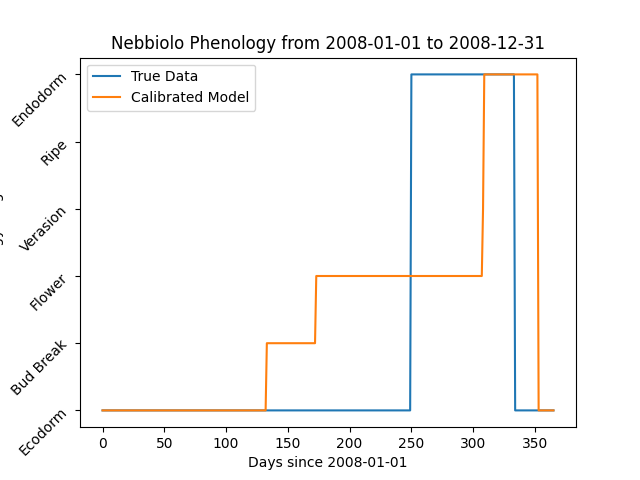 Nebbiolo Phenology from 2008-01-01 to 2008-12-31
True Data
Calibrated Model
Endodorm
Ripe
Verasion
Flower
Bud Break
Ecodorm
0 50 100 150 200 250 300 350
Days since 2008-01-01